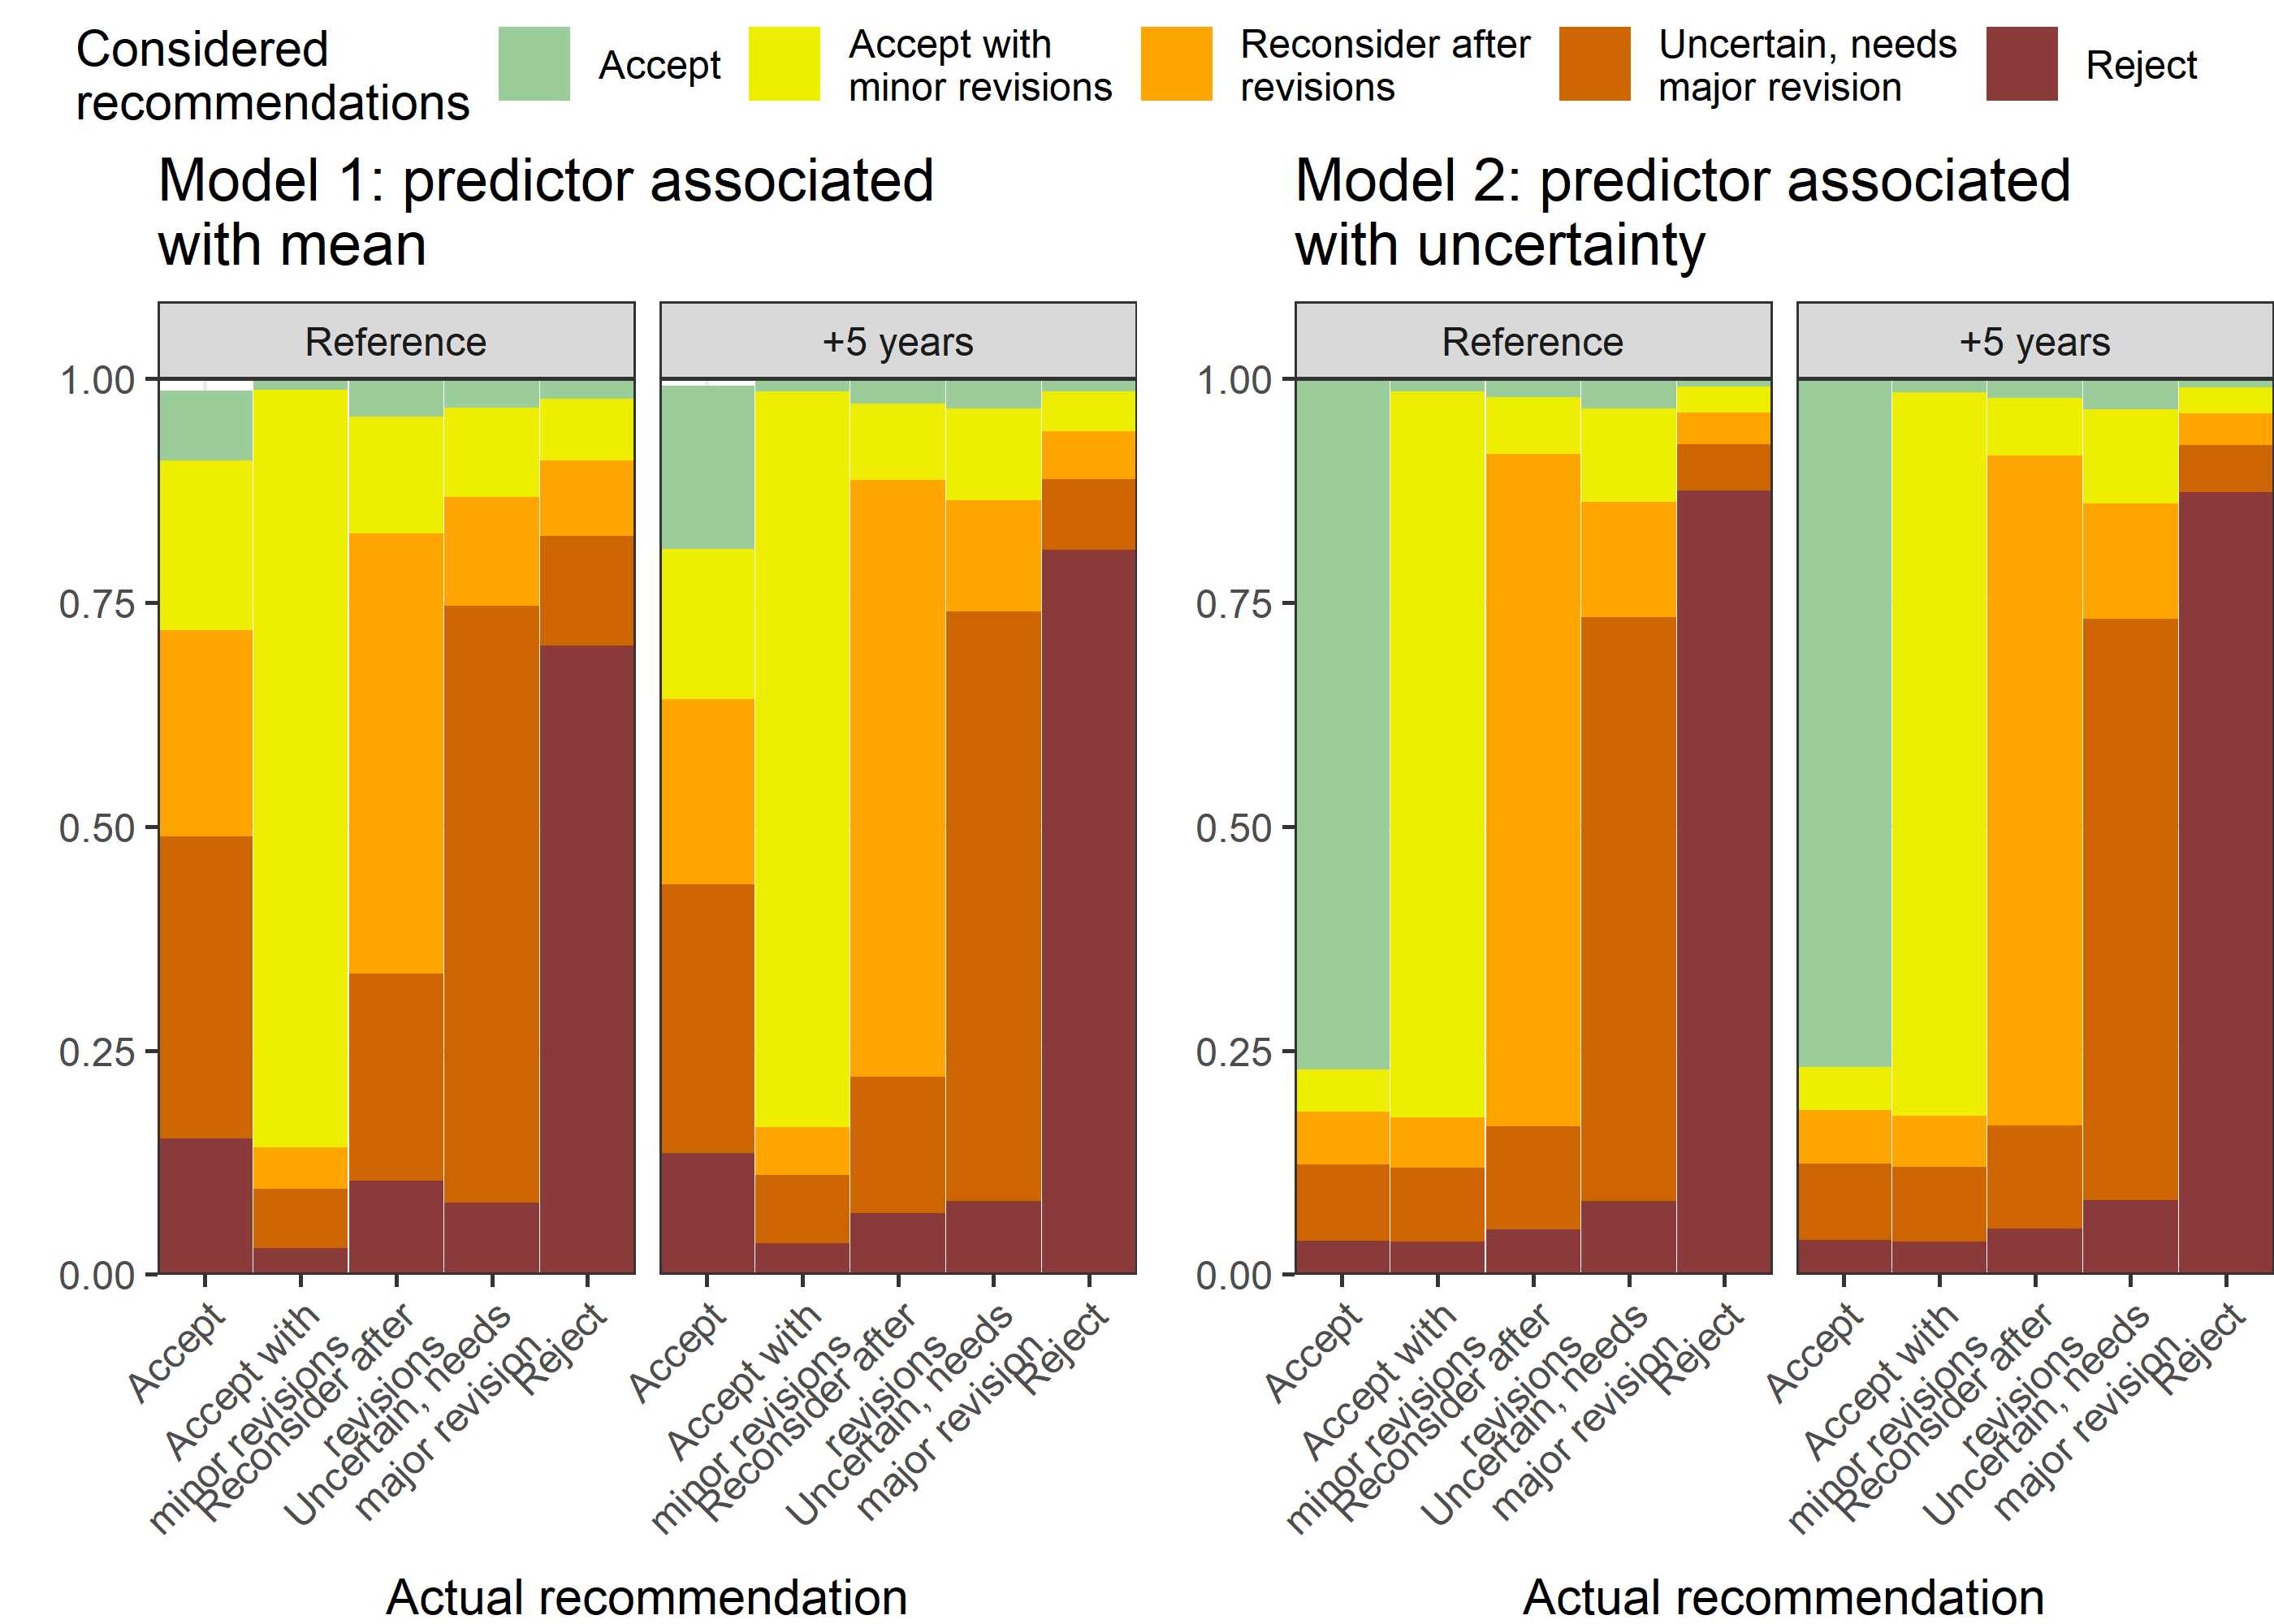 Considered
recommendations
Accept
Accept with
minor revisions
Reconsider after
revisions
Uncertain, needs
major revision
Reject
Model 1: predictor associated
with mean
Model 2: predictor associated
with uncertainty
Reference
+5 years
Reference
+5 years
1.00
0.75
0.50
0.25
0.00
1.00
0.75
0.50
0.25
0.00
Accept
Accept with
minor revisions
Reconsider after
revisions
Uncertain, needs
major revision
Reject
Accept
Accept with
minor revisions
Reconsider after
revisions
Uncertain, needs
major revision
Reject
Accept
Accept with
minor revisions
Reconsider after
revisions
Uncertain, needs
major revision
Reject
Accept
Accept with
minor revisions
Reconsider after
revisions
Uncertain, needs
major revision
Reject
Actual recommendation
Actual recommendation